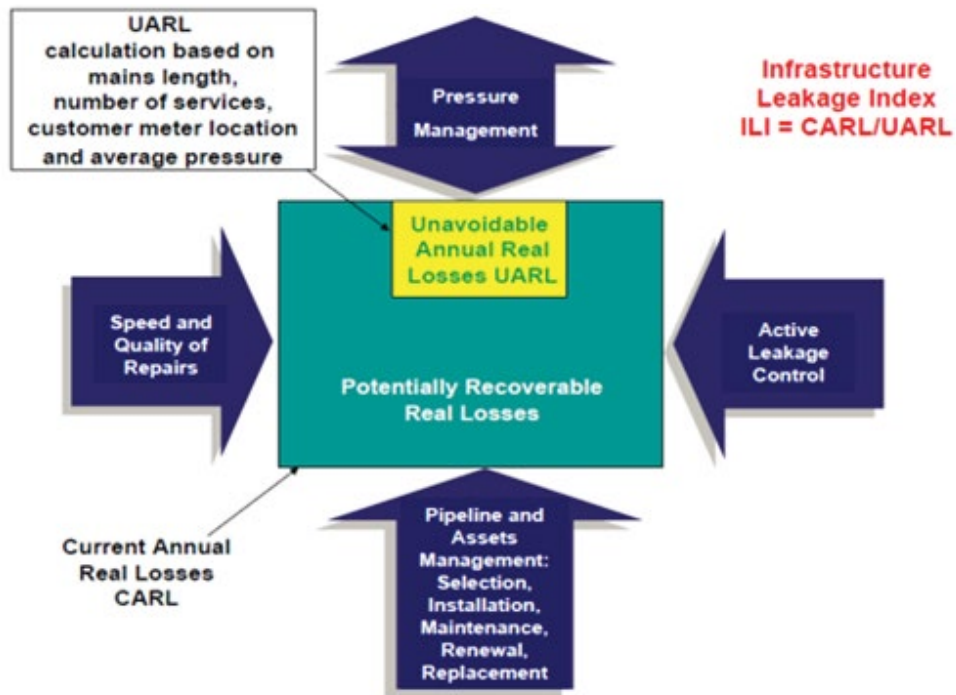 UARL
calculation based on
mains length,
number of services,
customer meter location
and average pressure
Pressure
Management
Infrastructure
Leakage Index
ILI = CARL/UARL
Unavoidable
Annual Real
Losses UARL
Speed and
Quality of
Repairs
Active
Leakage
Control
Potentially Recoverable
Real Losses
Current Annual
Real Losses
CARL
Pipeline and
Assets
Management:
Selection,
Installation,
Maintenance,
Renewal,
Replacement